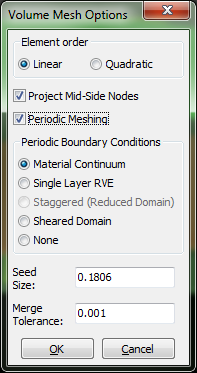 Volume Mesh Options
Element order
Linear Quadratic
Project Mid-Side Nodes
Periodic Meshing
Periodic Boundary Conditions
Material Continuum
Single Layer RVE
Staggered (Reduced Domain)
Sheared Domain
None
Seed Size: 0.1806
Merge Tolerance: 0.001
OK Cancel